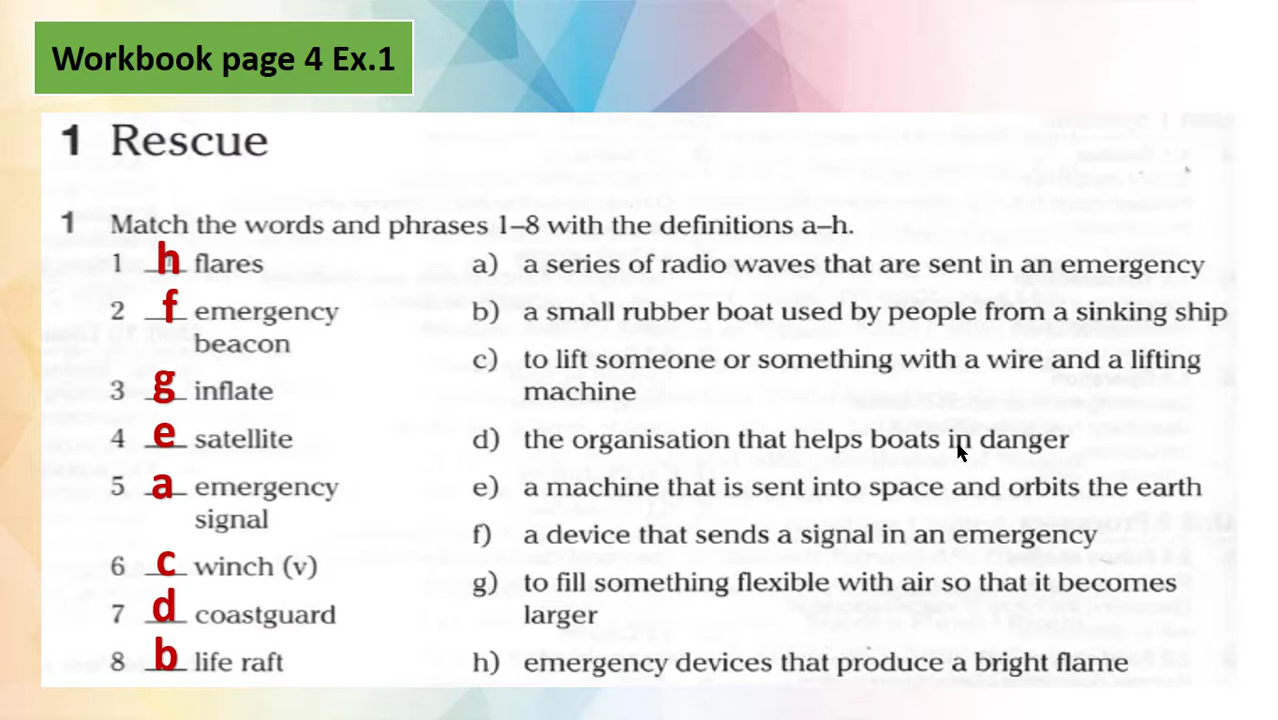 Workbook page 4 Ex.1
1 Rescue
1 Match the words and phrases 1–8 with the definitions a–h.
1 h flares
2 f emergency
beacon
3 g inflate
4 e satellite
5 a emergency
signal
6 c winch (v)
7 d coastguard
8 b life raft
a) a series of radio waves that are sent in an emergency
b) a small rubber boat used by people from a sinking ship
c) to lift someone or something with a wire and a lifting
machine
d) the organisation that helps boats in danger
e) a machine that is sent into space and orbits the earth
f) a device that sends a signal in an emergency
g) to fill something flexible with air so that it becomes
larger
h) emergency devices that produce a bright flame